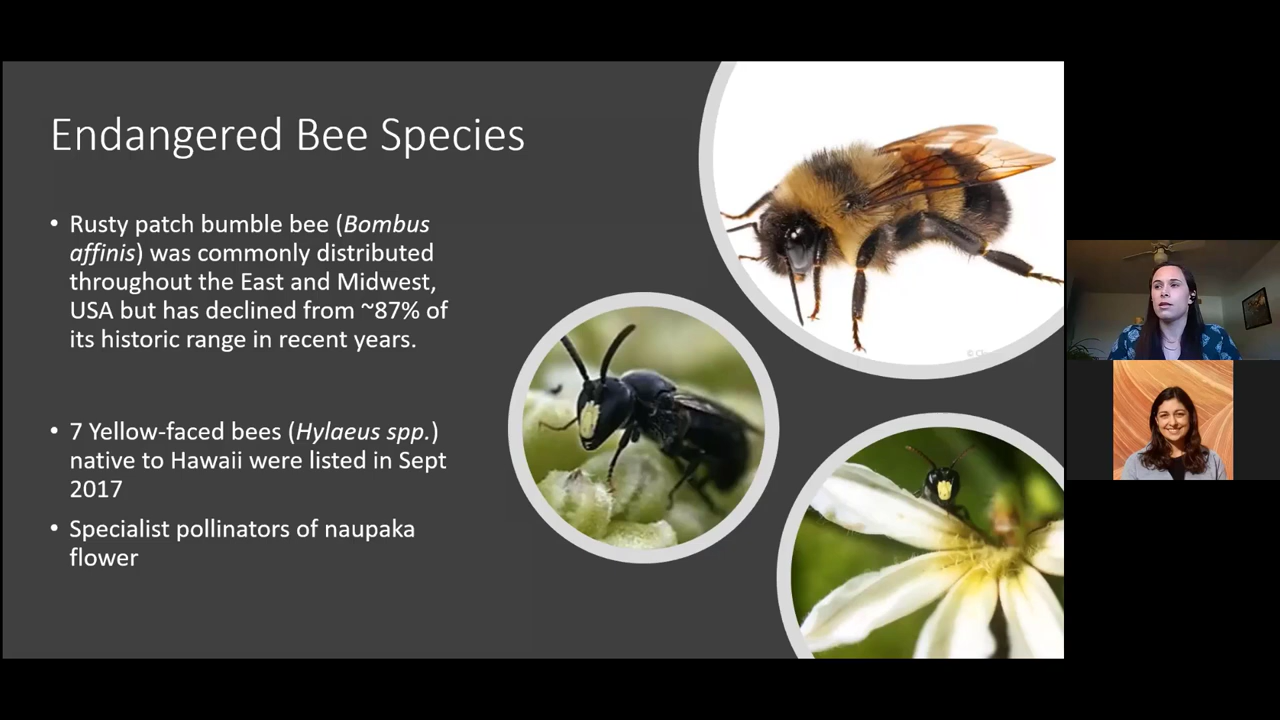 Endangered Bee Species
• Rusty patch bumble bee (Bombus
affinis) was commonly distributed
throughout the East and Midwest,
USA but has declined from ~87% of
its historic range in recent years.
• 7 Yellow-faced bees (Hylaeus spp.)
native to Hawaii were listed in Sept
2017
• Specialist pollinators of naupaka
flower